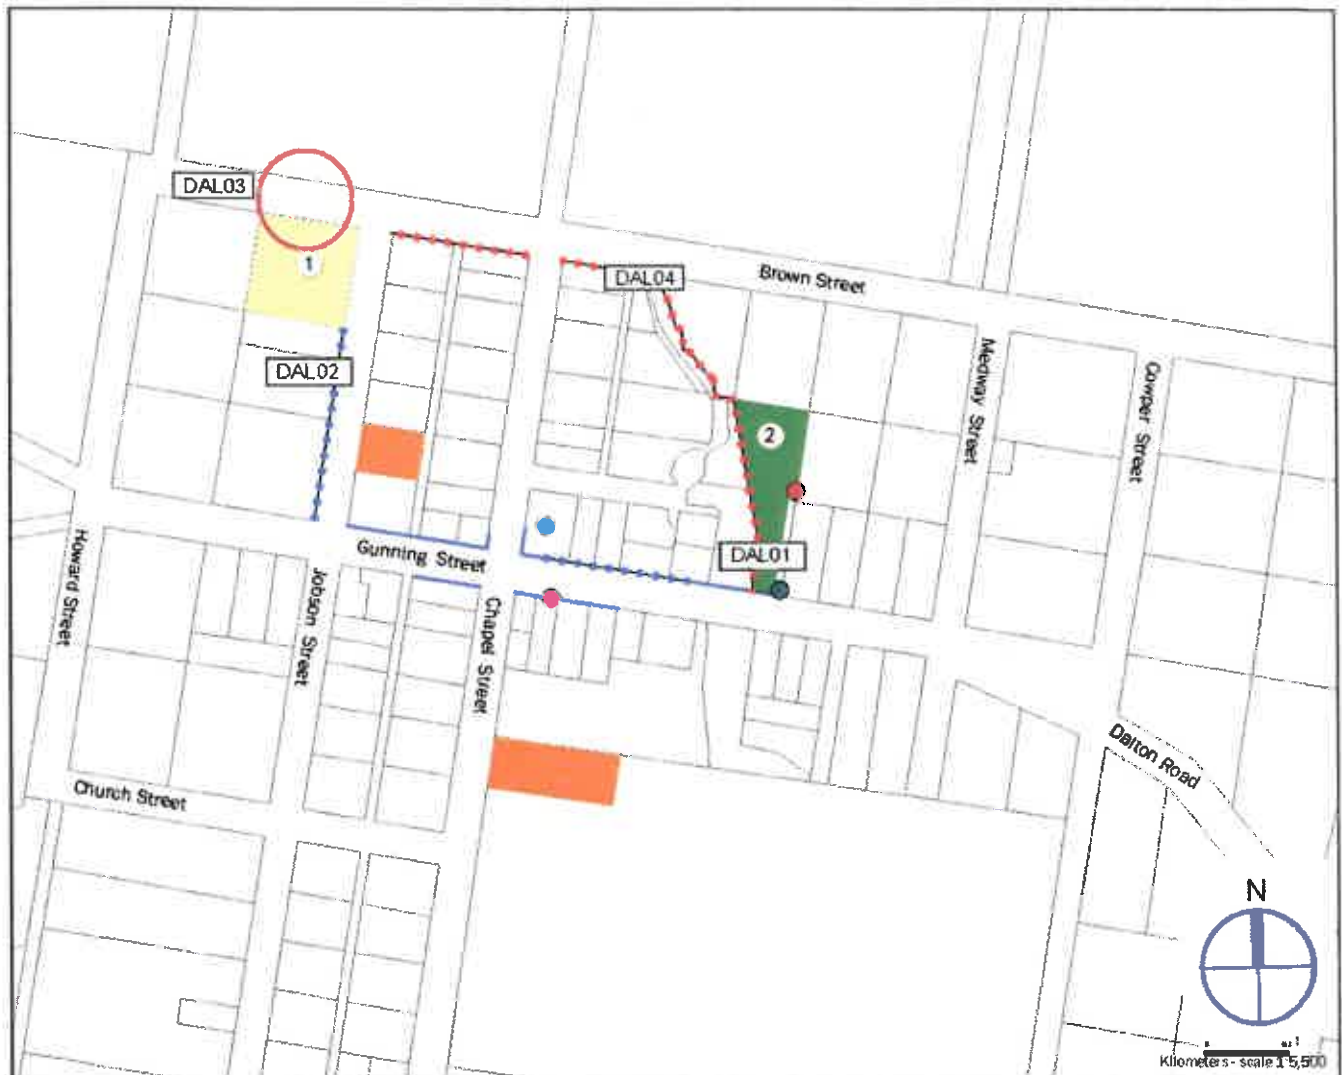 DAL03
1
DAL04
Brown Street
DAL02
Medway Street
Cowper Street
2
DAL01
Gunning Street
Howard Street
Jobson Street
Chapel Street
Dalton Road
Church Street
N
Kilometers - scale 1:5,500